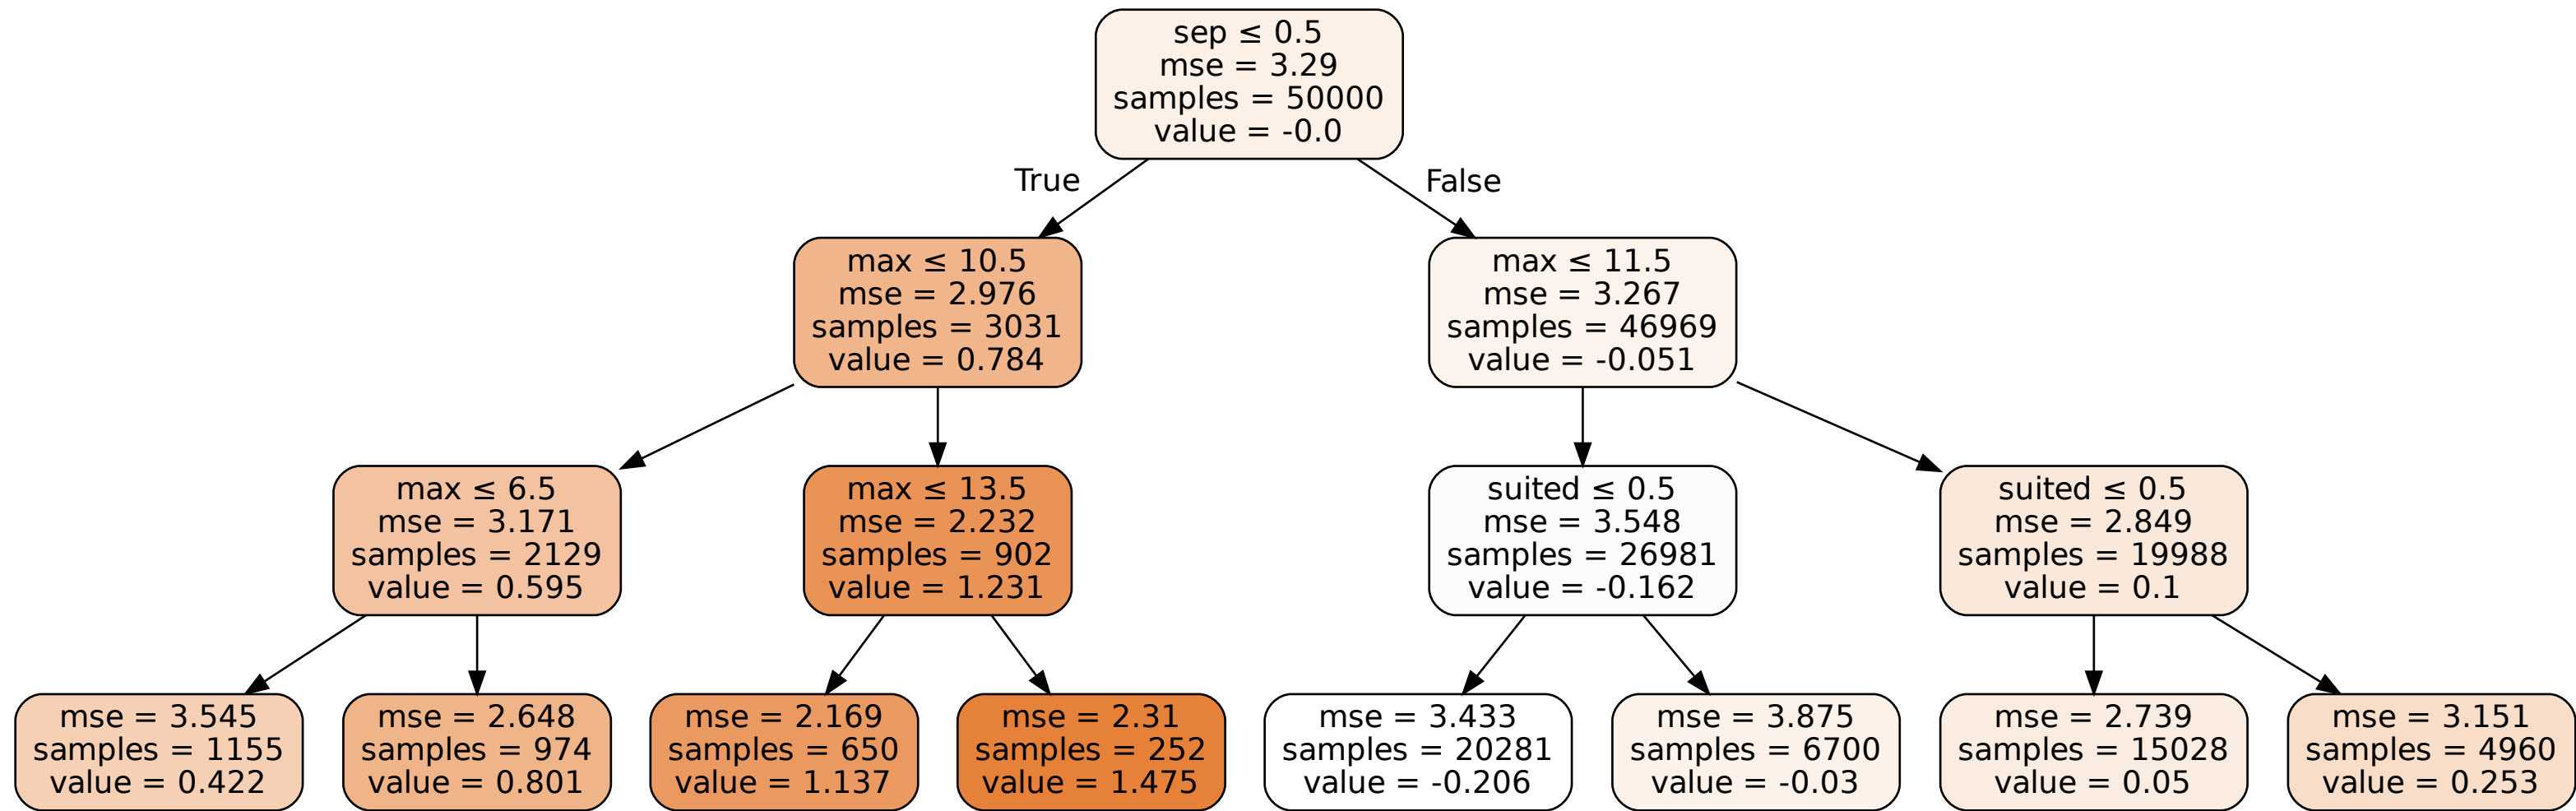 sep ≤ 0.5
mse = 3.29
samples = 50000
value = -0.0
True
False
max ≤ 10.5
mse = 2.976
samples = 3031
value = 0.784
max ≤ 11.5
mse = 3.267
samples = 46969
value = -0.051
max ≤ 6.5
mse = 3.171
samples = 2129
value = 0.595
max ≤ 13.5
mse = 2.232
samples = 902
value = 1.231
suited ≤ 0.5
mse = 3.548
samples = 26981
value = -0.162
suited ≤ 0.5
mse = 2.849
samples = 19988
value = 0.1
mse = 3.545
samples = 1155
value = 0.422
mse = 2.648
samples = 974
value = 0.801
mse = 2.169
samples = 650
value = 1.137
mse = 2.31
samples = 252
value = 1.475
mse = 3.433
samples = 20281
value = -0.206
mse = 3.875
samples = 6700
value = -0.03
mse = 2.739
samples = 15028
value = 0.05
mse = 3.151
samples = 4960
value = 0.253